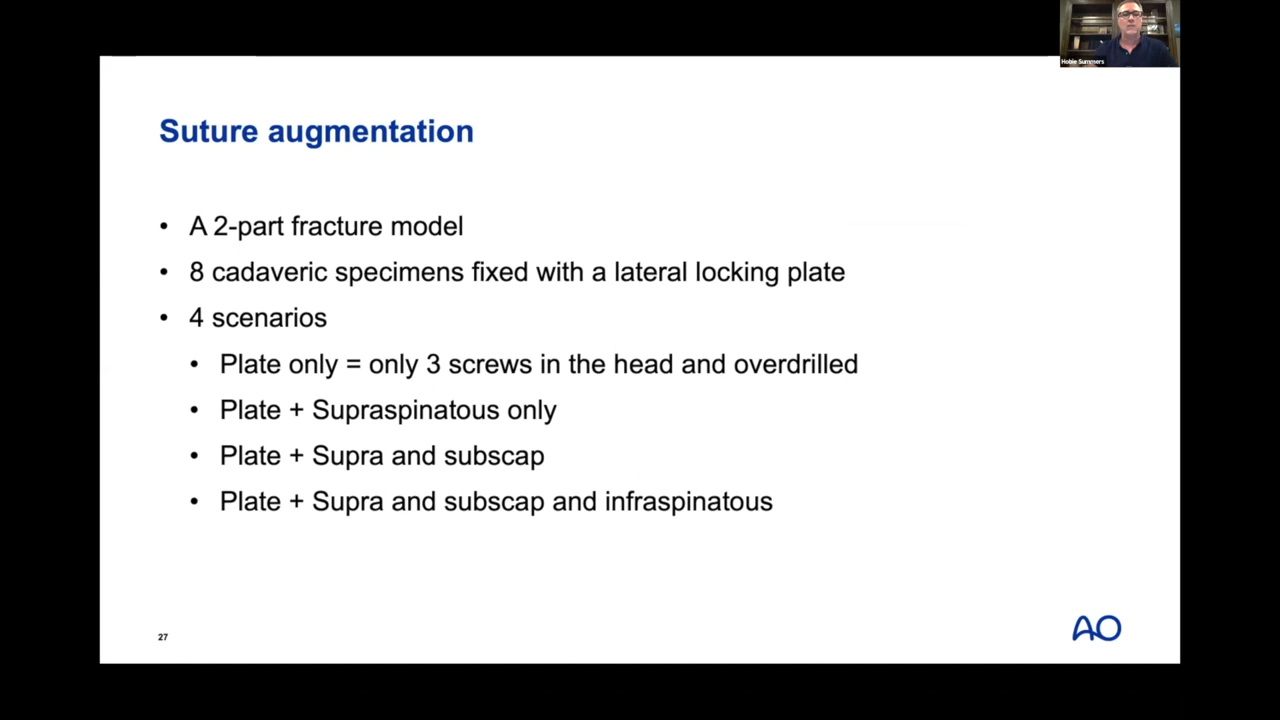 Hobie Summers
Suture augmentation
• A 2-part fracture model
• 8 cadaveric specimens fixed with a lateral locking plate
• 4 scenarios
• Plate only = only 3 screws in the head and overdrilled
• Plate + Supraspinatous only
• Plate + Supra and subscap
• Plate + Supra and subscap and infraspinatous
27
AO